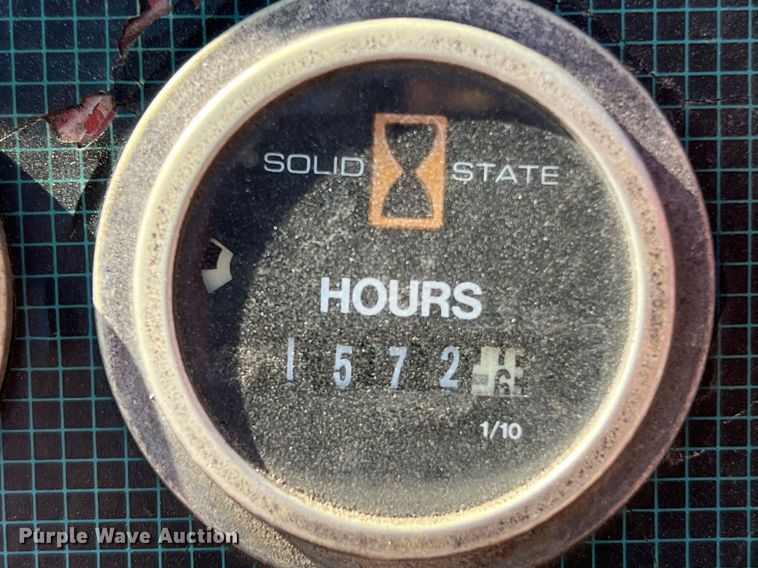 SOLID STATE
HOURS
1572
1/10
Purple Wave Auction